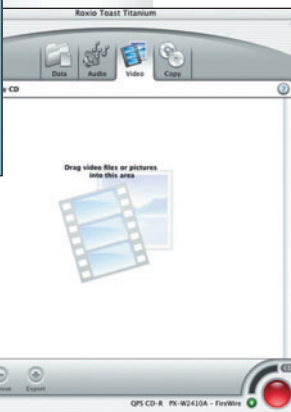 Roxio Toast Titanium
Data Audio Video Copy
y CD
Drag video files or pictures
into this area
ove Export
QPS CD-R PX-W2410A – FireWire